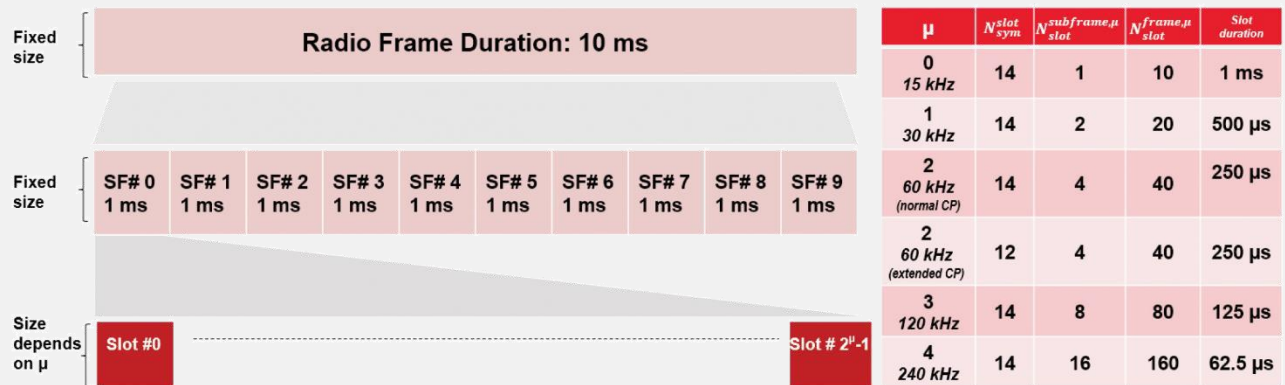 Fixed size
Radio Frame Duration: 10 ms
Fixed size
SF# 0 SF# 1 SF# 2 SF# 3 SF# 4 SF# 5 SF# 6 SF# 7 SF# 8 SF# 9
1 ms 1 ms 1 ms 1 ms 1 ms 1 ms 1 ms 1 ms 1 ms 1 ms
Size
depends
on µ
Slot #0
Slot # 2^µ-1
µ N_sym^slot N_slot^subframe,µ N_slot^frame,µ Slot duration
0
15 kHz
14 1 10 1 ms
1
30 kHz
14 2 20 500 µs
2
60 kHz
(normal CP)
14 4 40 250 µs
2
60 kHz
(extended CP)
12 4 40 250 µs
3
120 kHz
14 8 80 125 µs
4
240 kHz
14 16 160 62.5 µs